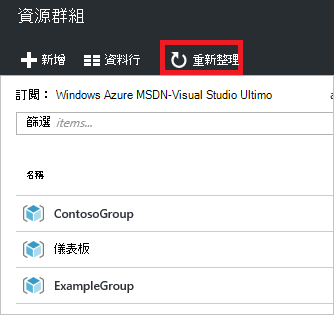 資源群組
新增 資料行 重新整理
訂閱： Windows Azure MSDN-Visual Studio Ultimo
篩選 items...
名稱
ContosoGroup
儀表板
ExampleGroup